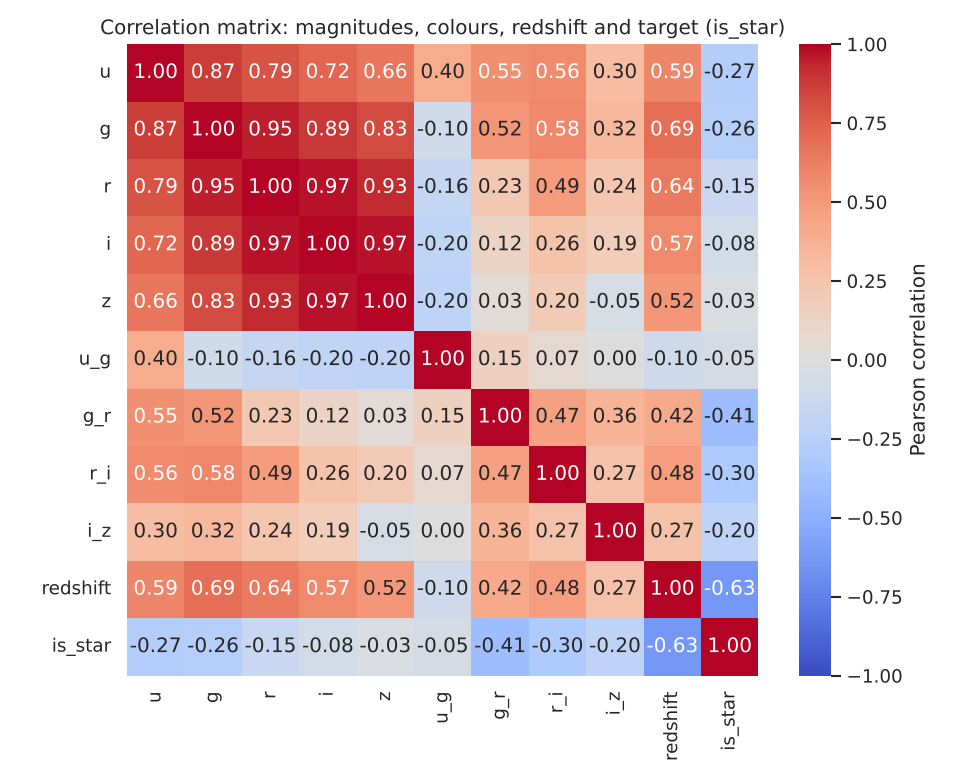 Correlation matrix: magnitudes, colours, redshift and target (is_star)
u 1.00 0.87 0.79 0.72 0.66 0.40 0.55 0.56 0.30 0.59 -0.27
g 0.87 1.00 0.95 0.89 0.83 -0.10 0.52 0.58 0.32 0.69 -0.26
r 0.79 0.95 1.00 0.97 0.93 -0.16 0.23 0.49 0.24 0.64 -0.15
i 0.72 0.89 0.97 1.00 0.97 -0.20 0.12 0.26 0.19 0.57 -0.08
z 0.66 0.83 0.93 0.97 1.00 -0.20 0.03 0.20 -0.05 0.52 -0.03
u_g 0.40 -0.10 -0.16 -0.20 -0.20 1.00 0.15 0.07 0.00 -0.10 -0.05
g_r 0.55 0.52 0.23 0.12 0.03 0.15 1.00 0.47 0.36 0.42 -0.41
r_i 0.56 0.58 0.49 0.26 0.20 0.07 0.47 1.00 0.27 0.48 -0.30
i_z 0.30 0.32 0.24 0.19 -0.05 0.00 0.36 0.27 1.00 0.27 -0.20
redshift 0.59 0.69 0.64 0.57 0.52 -0.10 0.42 0.48 0.27 1.00 -0.63
is_star -0.27 -0.26 -0.15 -0.08 -0.03 -0.05 -0.41 -0.30 -0.20 -0.63 1.00
u g r i z u_g g_r r_i i_z redshift is_star
1.00
0.75
0.50
0.25
0.00
−0.25
−0.50
−0.75
−1.00
Pearson correlation